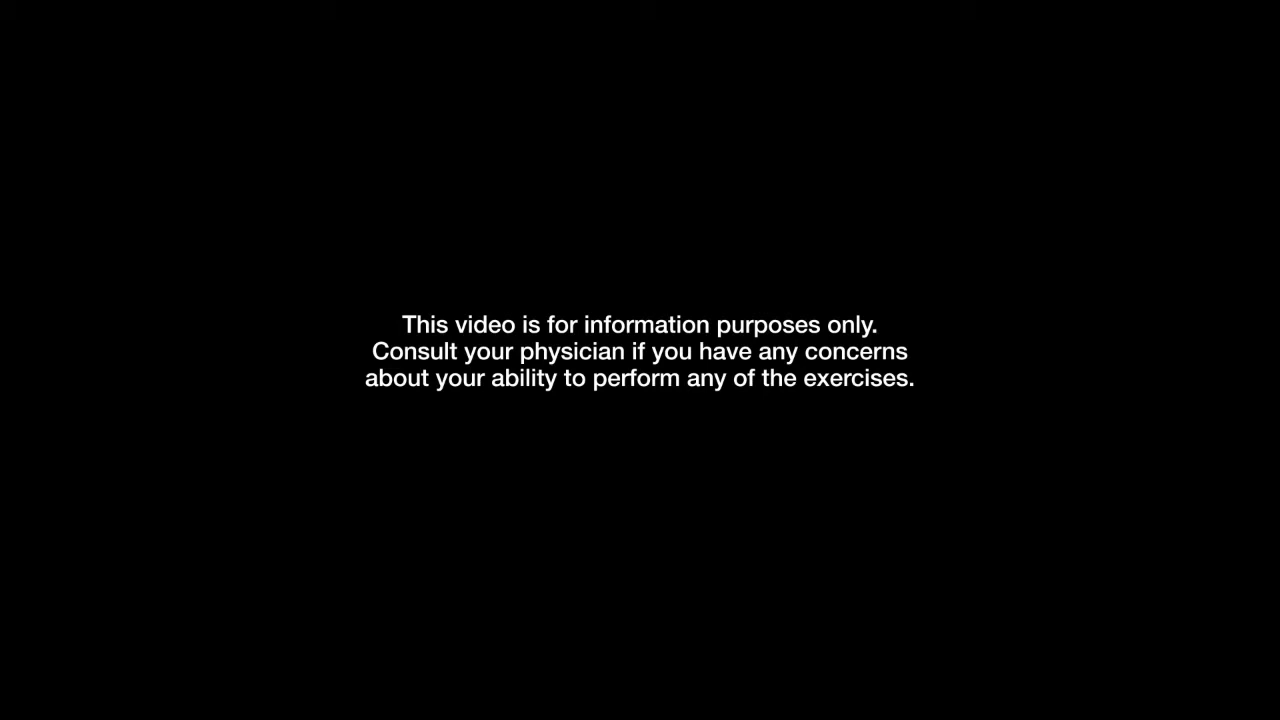 This video is for information purposes only.
Consult your physician if you have any concerns
about your ability to perform any of the exercises.